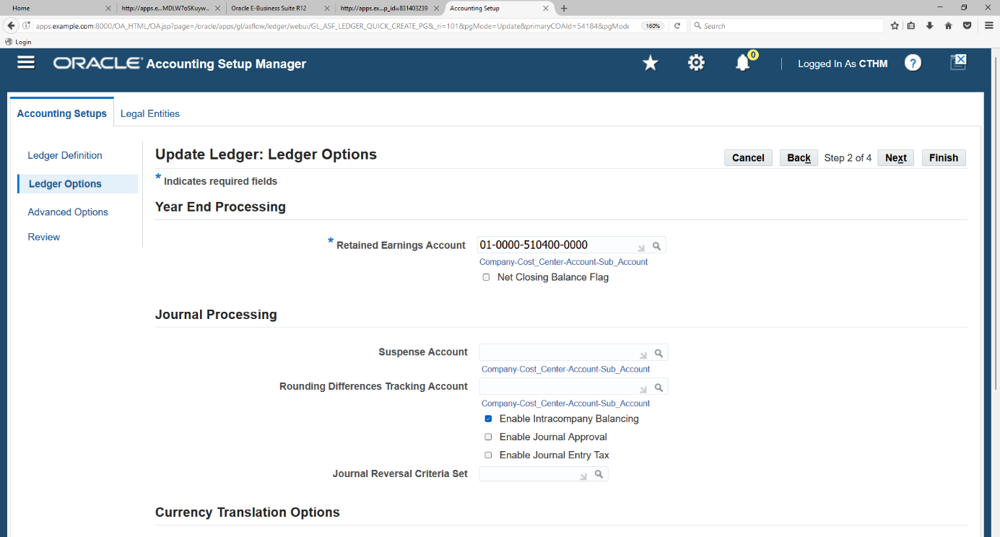 Home
http://apps.e...MDLW7oSKuyw..
Oracle E-Business Suite R12
http://apps.ex...p_id=831403239
Accounting Setup
apps.example.com:8000/OA_HTML/OA.jsp?page=/oracle/apps/gl/asflow/ledger/webui/GL_ASF_LEDGER_QUICK_CREATE_PG&_ri=101&pgMode=Update&primaryCOAId=54184&pgMode
160%
Search
Login
ORACLE Accounting Setup Manager
0
Logged In As CTHM
?
Accounting Setups
Legal Entities
Ledger Definition
Ledger Options
Advanced Options
Review
Update Ledger: Ledger Options
Cancel
Back
Step 2 of 4
Next
Finish
* Indicates required fields
Year End Processing
* Retained Earnings Account
01-0000-510400-0000
Company-Cost_Center-Account-Sub_Account
Net Closing Balance Flag
Journal Processing
Suspense Account
Company-Cost_Center-Account-Sub_Account
Rounding Differences Tracking Account
Company-Cost_Center-Account-Sub_Account
Enable Intracompany Balancing
Enable Journal Approval
Enable Journal Entry Tax
Journal Reversal Criteria Set
Currency Translation Options